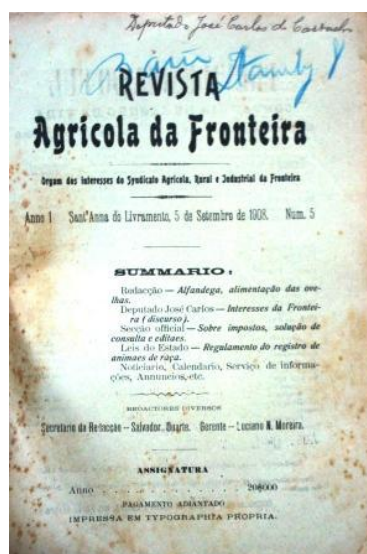 Deputado José Carlos de
REVISTA
Agrícola da Fronteira
Orgam dos interesses do Syndicato Agricola, Rural e Industrial da Fronteira
Anno 1 Sant'Anna do Livramento, 5 de Setembro de 1908. Num. 5
SUMMARIO:
Redacção — Alfandega, alimentação das ove-
lhas.
Deputado José Carlos — Interesses da Frontei-
ra (discurso).
Secção official — Sobre impostos, solução de
consulta e editaes.
Leis do Estado — Regulamento do registro de
animaes de raça.
Noticiario, Calendario, Serviço de informa-
ções, Annuncios, etc.
REDACTORES DIVERSOS
Secretario da Redacção — Salvador Duarte. Gerente — Luciano N. Moreira.
ASSIGNATURA
Anno . . . . . . . . . . 20$000
PAGAMENTO ADIANTADO
IMPRESSA EM TYPOGRAPHIA PROPRIA.